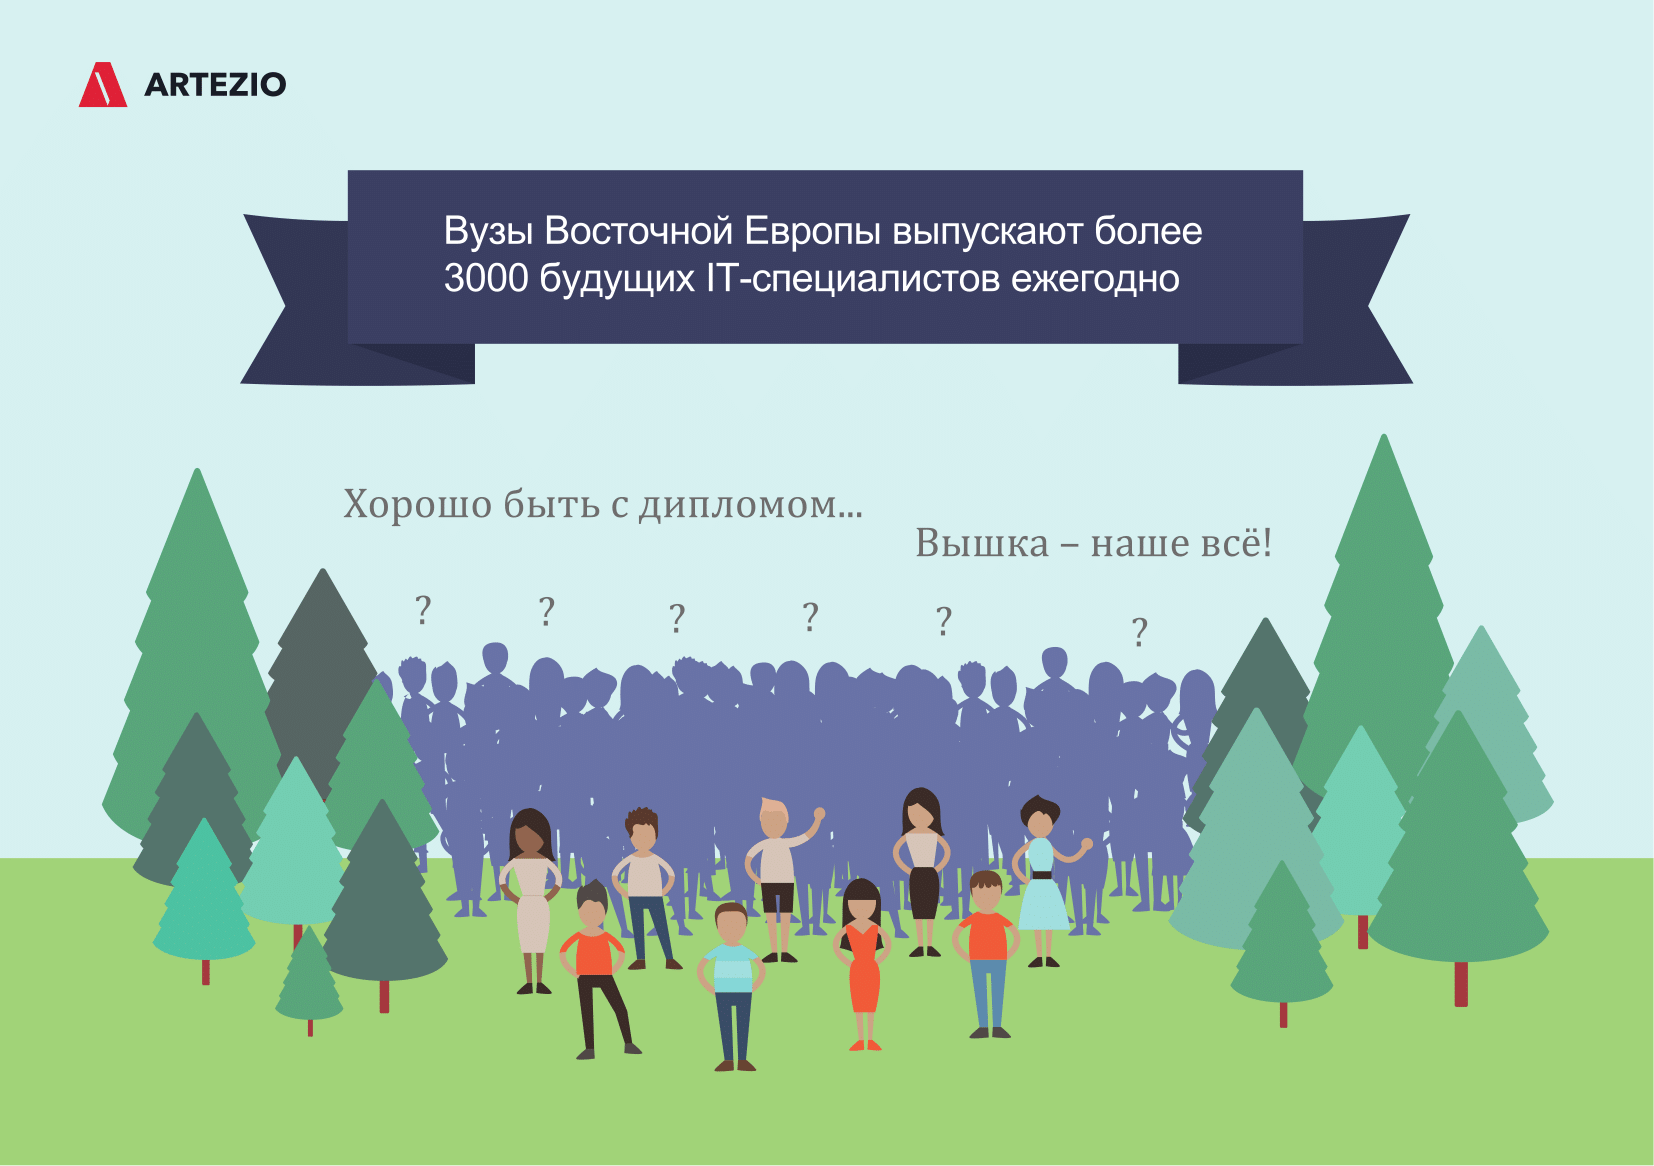 ARTEZIO
Вузы Восточной Европы выпускают более
3000 будущих IT-специалистов ежегодно
Хорошо быть с дипломом...
Вышка – наше всё!
? ? ? ? ? ?